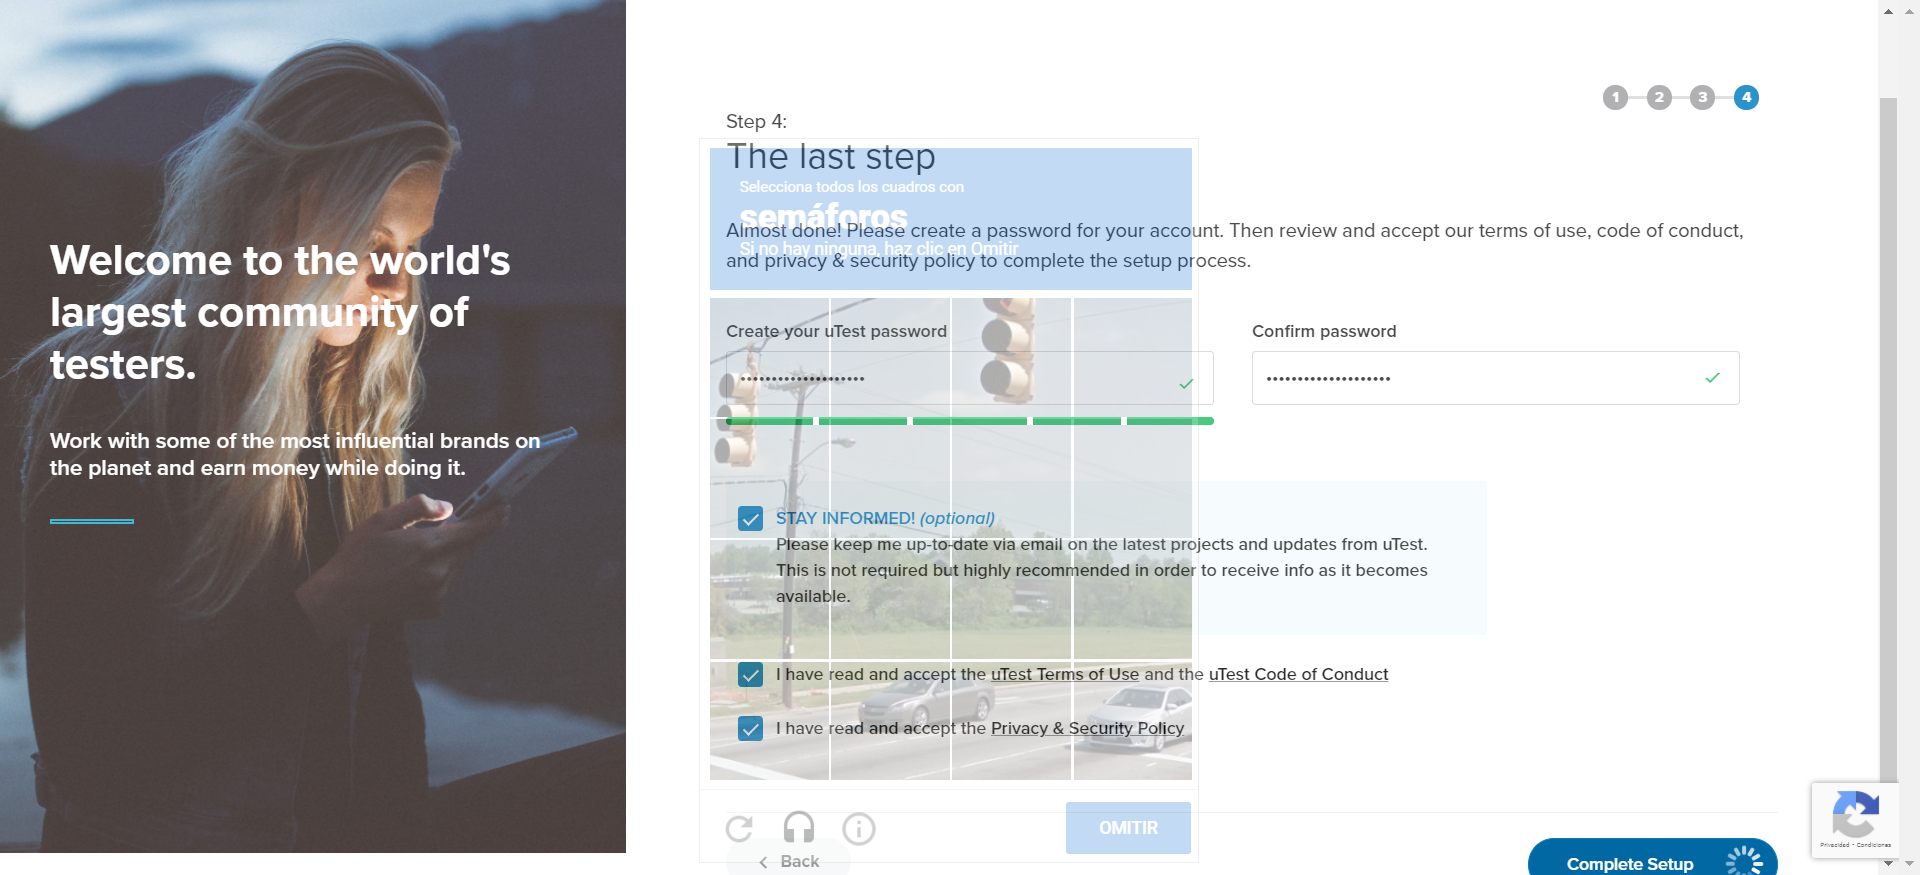 Welcome to the world's
largest community of
testers.
Work with some of the most influential brands on
the planet and earn money while doing it.
1 2 3 4
Step 4:
The last step
Selecciona todos los cuadros con
semáforos
Si no hay ninguna, haz clic en Omitir
Almost done! Please create a password for your account. Then review and accept our terms of use, code of conduct,
and privacy & security policy to complete the setup process.
Create your uTest password
Confirm password
STAY INFORMED! (optional)
Please keep me up-to-date via email on the latest projects and updates from uTest.
This is not required but highly recommended in order to receive info as it becomes
available.
I have read and accept the uTest Terms of Use and the uTest Code of Conduct
I have read and accept the Privacy & Security Policy
OMITIR
Back
Complete Setup
Privacidad - Condiciones